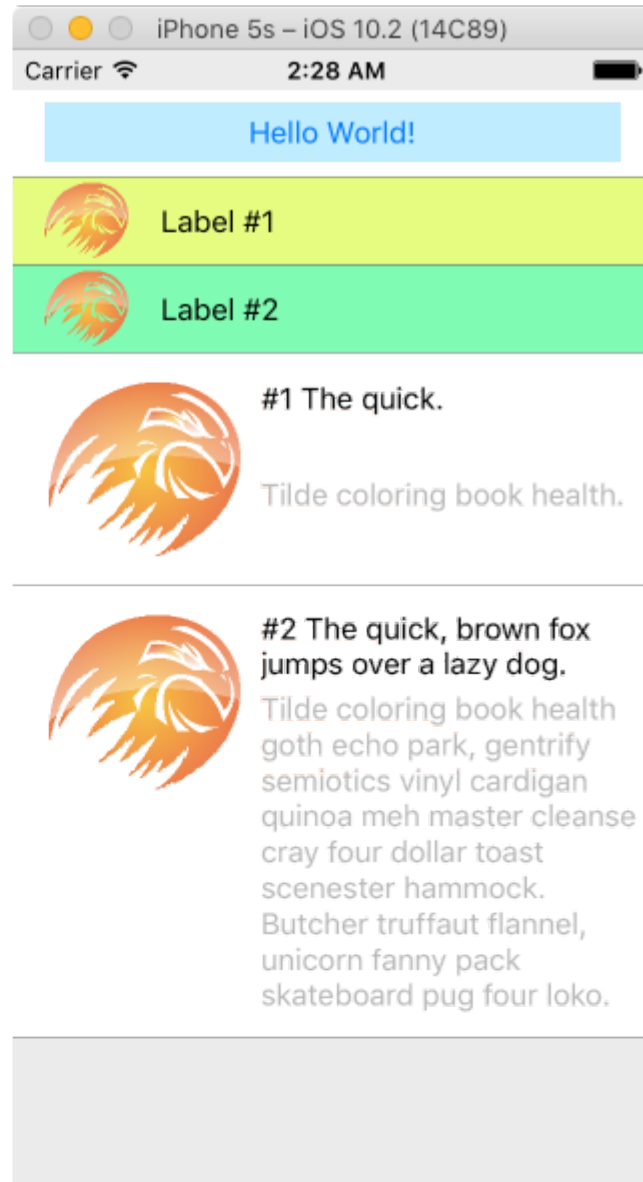 iPhone 5s – iOS 10.2 (14C89)
Carrier 2:28 AM
Hello World!
Label #1
Label #2
#1 The quick.
Tilde coloring book health.
#2 The quick, brown fox
jumps over a lazy dog.
Tilde coloring book health
goth echo park, gentrify
semiotics vinyl cardigan
quinoa meh master cleanse
cray four dollar toast
scenester hammock.
Butcher truffaut flannel,
unicorn fanny pack
skateboard pug four loko.